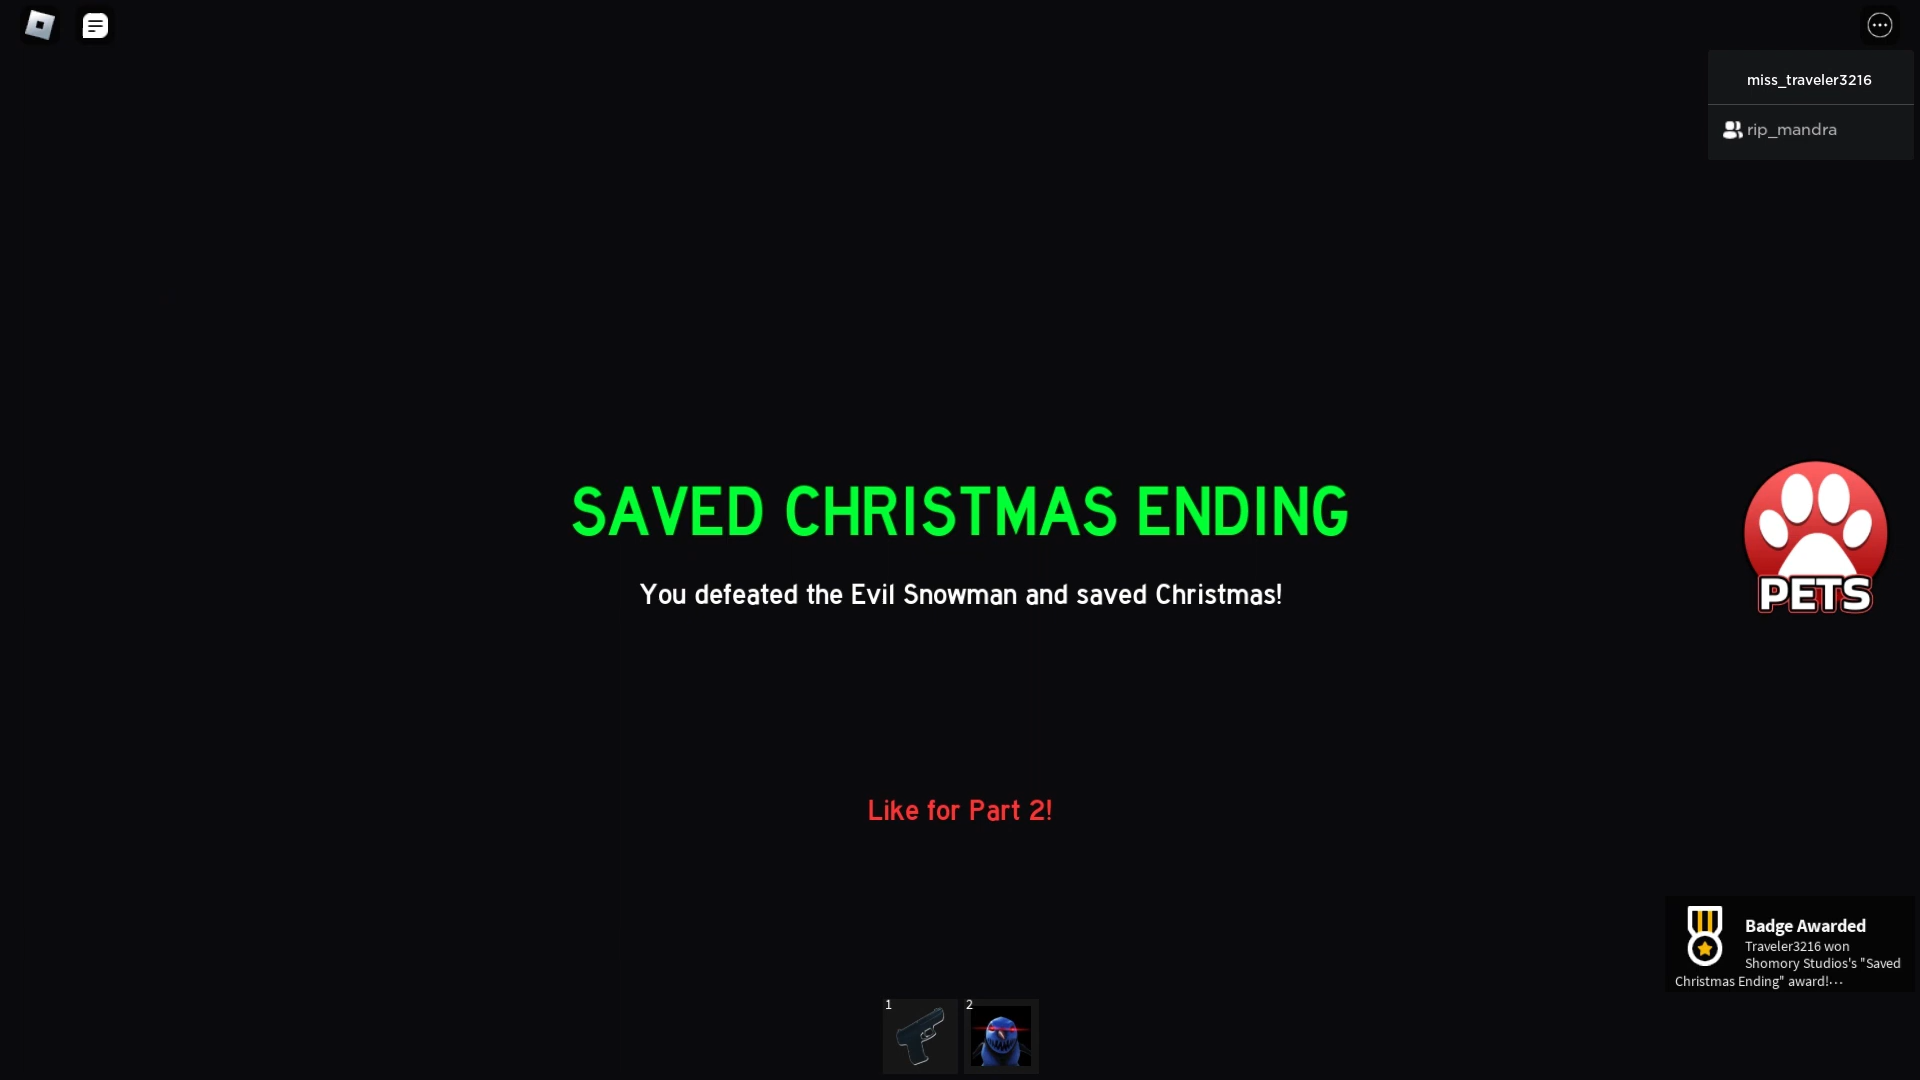 miss_traveler3216
rip_mandra
SAVED CHRISTMAS ENDING
You defeated the Evil Snowman and saved Christmas!
PETS
Like for Part 2!
Badge Awarded
Traveler3216 won
Shomory Studios's "Saved
Christmas Ending" award!···
1
2